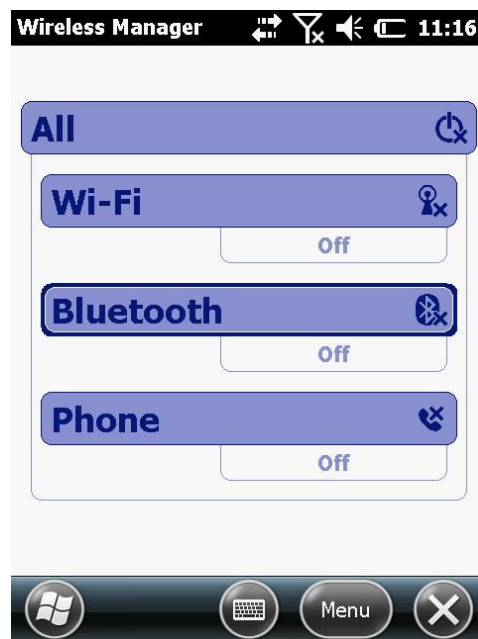 Wireless Manager 11:16
All
Wi-Fi
Off
Bluetooth
Off
Phone
Off
Menu